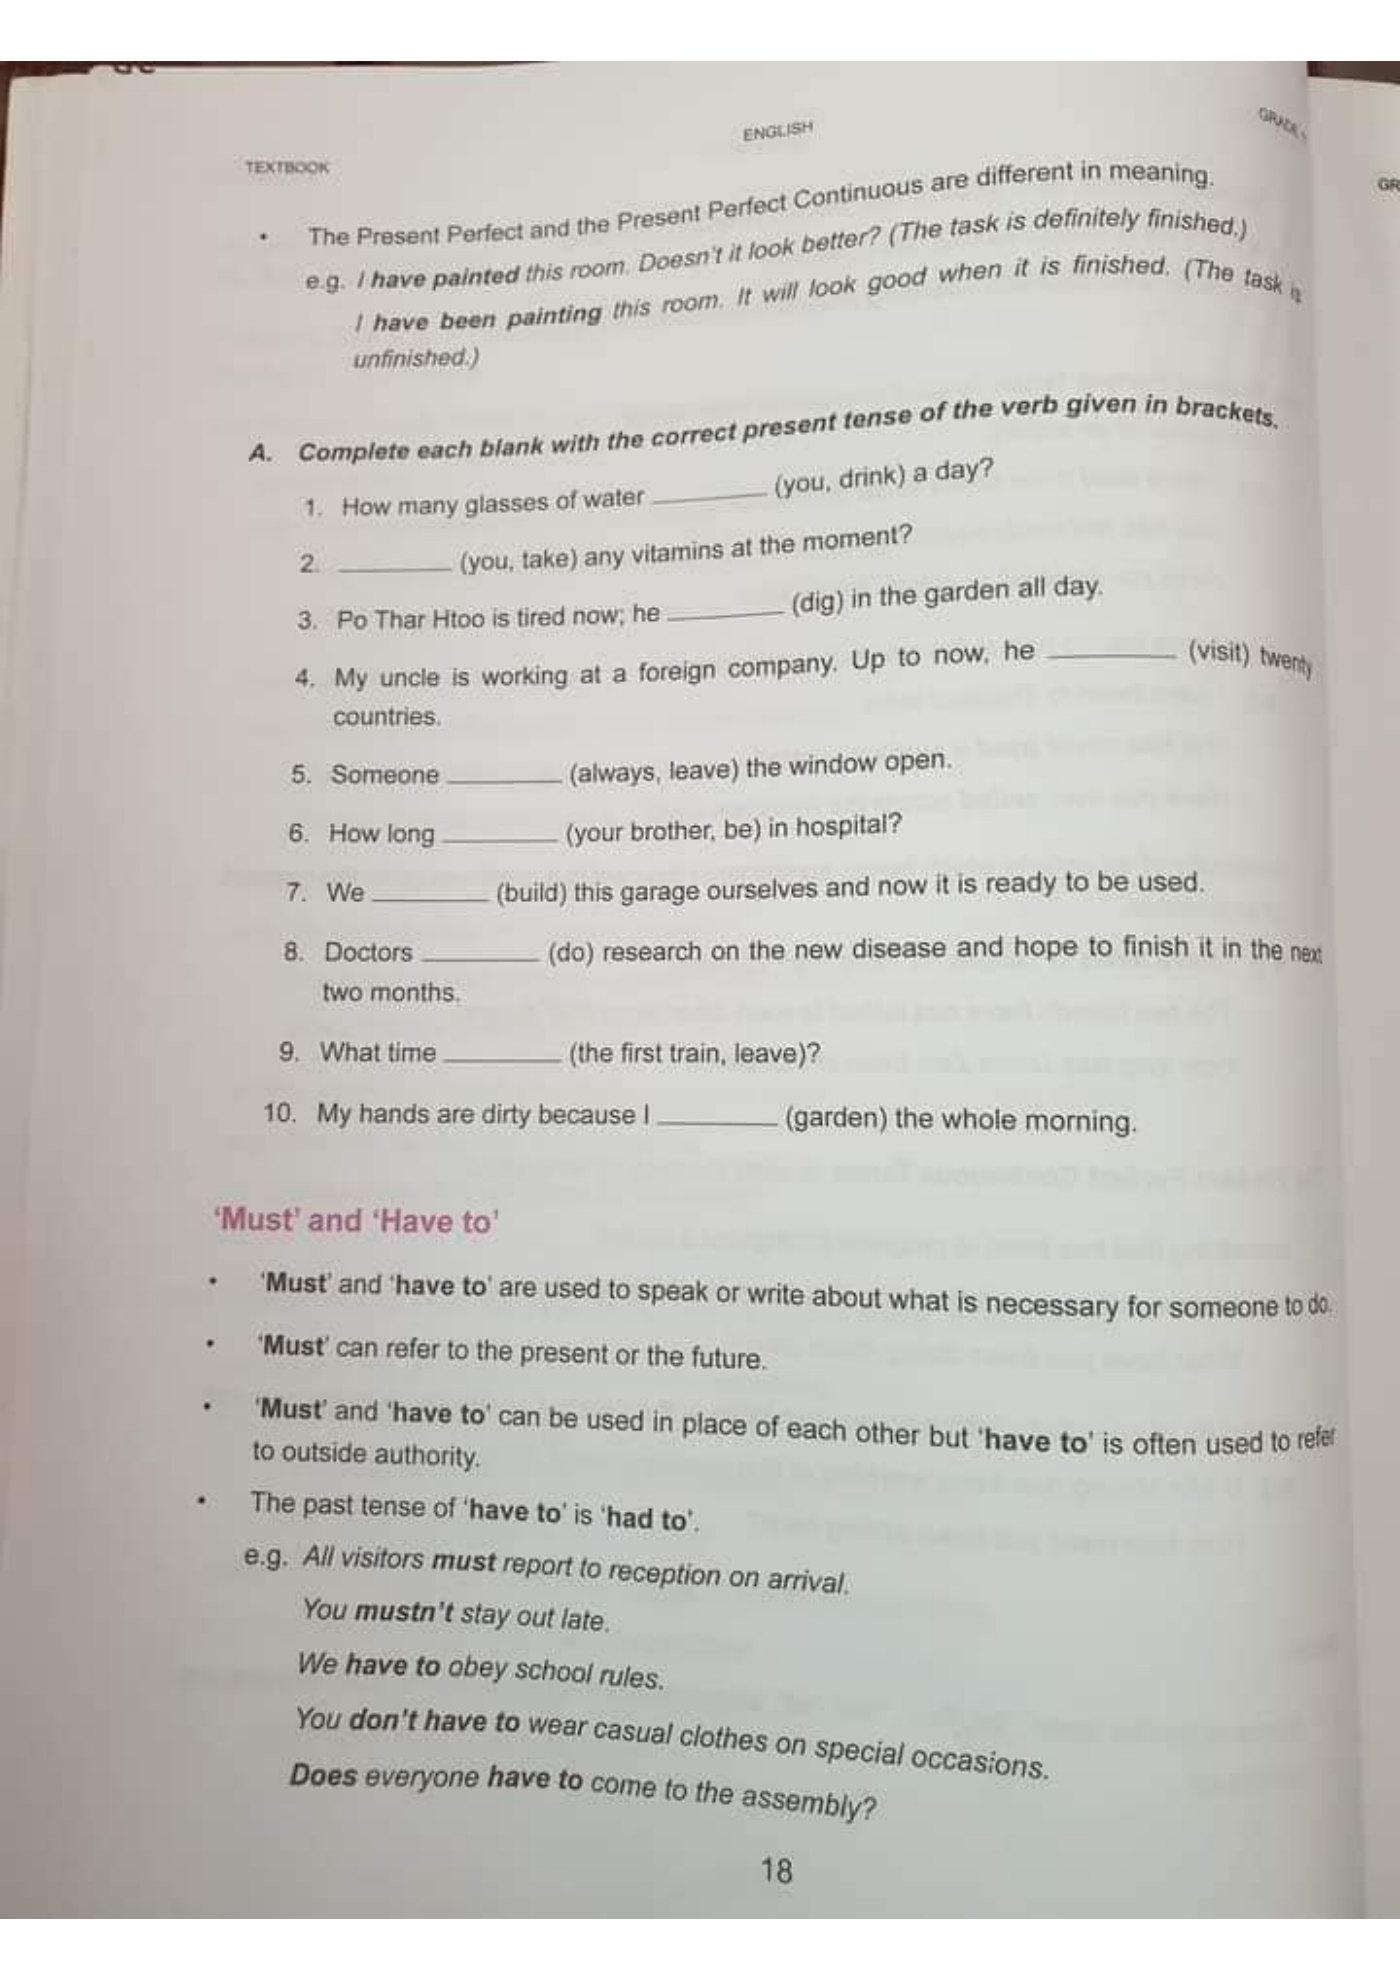 ENGLISH
TEXTBOOK
• The Present Perfect and the Present Perfect Continuous are different in meaning.
e.g. I have painted this room. Doesn't it look better? (The task is definitely finished.)
I have been painting this room. It will look good when it is finished. (The task is
unfinished.)
A. Complete each blank with the correct present tense of the verb given in brackets.
1. How many glasses of water ________ (you, drink) a day?
2. ________ (you, take) any vitamins at the moment?
3. Po Thar Htoo is tired now; he ________ (dig) in the garden all day.
4. My uncle is working at a foreign company. Up to now, he ________ (visit) twenty
countries.
5. Someone ________ (always, leave) the window open.
6. How long ________ (your brother, be) in hospital?
7. We ________ (build) this garage ourselves and now it is ready to be used.
8. Doctors ________ (do) research on the new disease and hope to finish it in the next
two months.
9. What time ________ (the first train, leave)?
10. My hands are dirty because I ________ (garden) the whole morning.
'Must' and 'Have to'
• 'Must' and 'have to' are used to speak or write about what is necessary for someone to do.
• 'Must' can refer to the present or the future.
• 'Must' and 'have to' can be used in place of each other but 'have to' is often used to refer
to outside authority.
• The past tense of 'have to' is 'had to'.
e.g. All visitors must report to reception on arrival.
You mustn't stay out late.
We have to obey school rules.
You don't have to wear casual clothes on special occasions.
Does everyone have to come to the assembly?
18